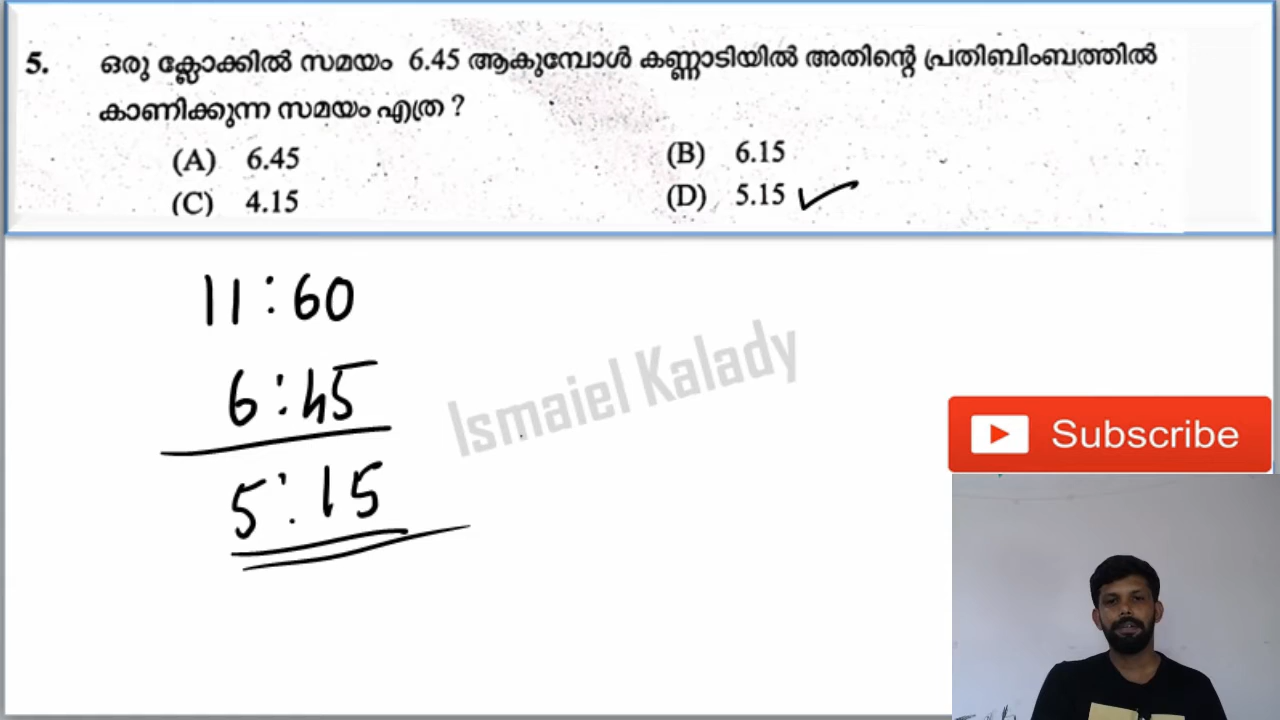 5. ഒരു ക്ലോക്കിൽ സമയം 6.45 ആകുമ്പോൾ കണ്ണാടിയിൽ അതിന്റെ പ്രതിബിംബത്തിൽ
കാണിക്കുന്ന സമയം എത്ര ?
(A) 6.45 (B) 6.15
(C) 4.15 (D) 5.15
11:60
6:45
5:15
Ismaiel Kalady
Subscribe